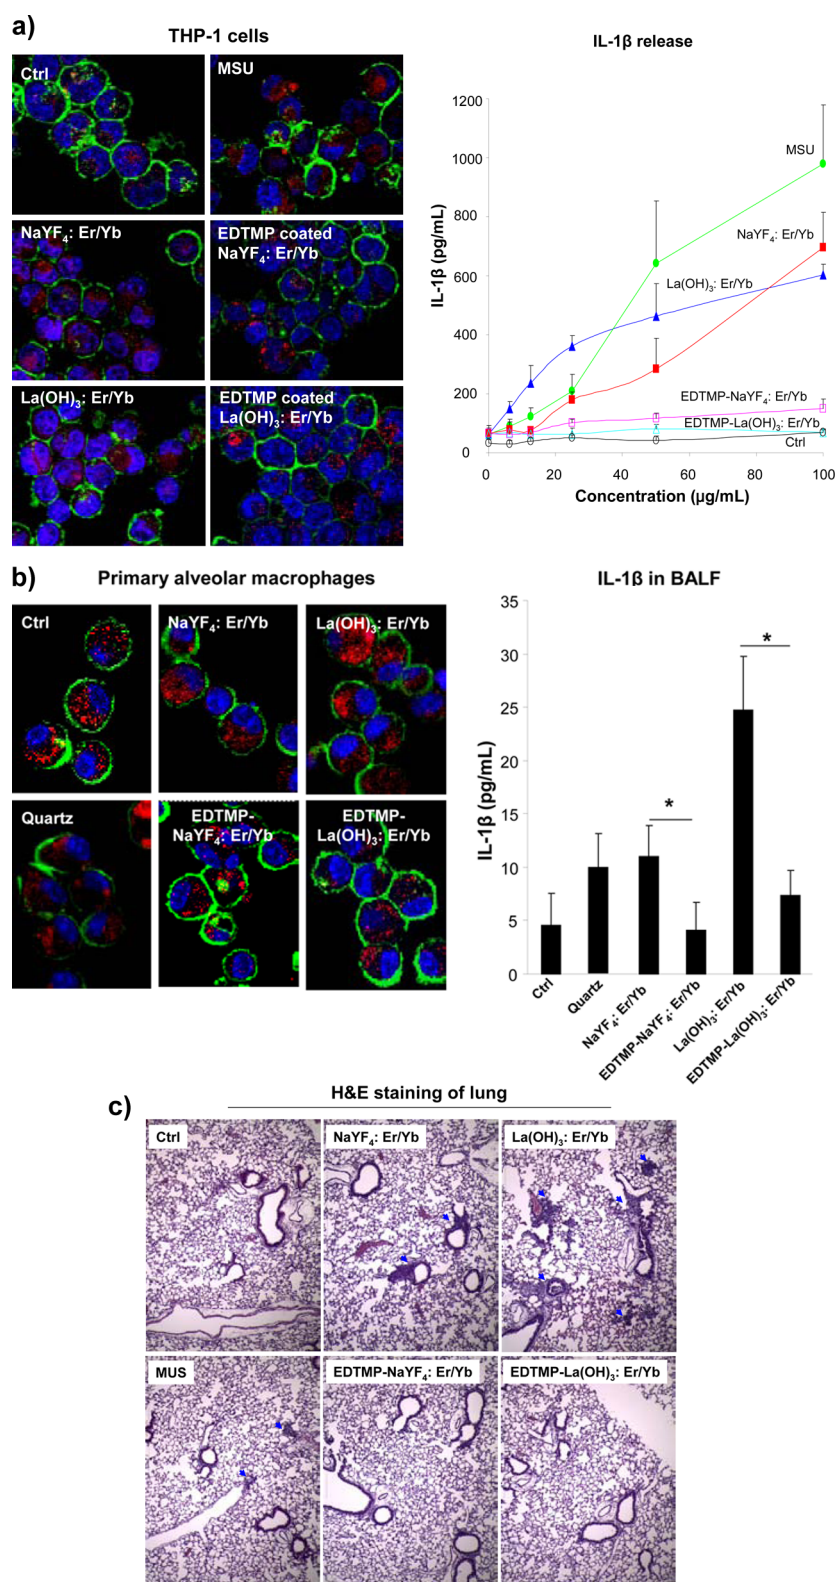 a)
THP-1 cells
Ctrl
MSU
NaYF₄: Er/Yb
EDTMP coated
NaYF₄: Er/Yb
La(OH)₃: Er/Yb
EDTMP coated
La(OH)₃: Er/Yb
IL-1β release
IL-1β (pg/mL)
1200
1000
800
600
400
200
0
MSU
NaYF₄: Er/Yb
La(OH)₃: Er/Yb
EDTMP-NaYF₄: Er/Yb
EDTMP-La(OH)₃: Er/Yb
Ctrl
0 20 40 60 80 100
Concentration (µg/mL)
b)
Primary alveolar macrophages
Ctrl
NaYF₄: Er/Yb
La(OH)₃: Er/Yb
Quartz
EDTMP-
NaYF₄: Er/Yb
EDTMP-
La(OH)₃: Er/Yb
IL-1β in BALF
IL-1β (pg/mL)
35
30
25
20
15
10
5
0
*
*
Ctrl
Quartz
NaYF₄: Er/Yb
EDTMP-NaYF₄: Er/Yb
La(OH)₃: Er/Yb
EDTMP-La(OH)₃: Er/Yb
c)
H&E staining of lung
Ctrl
NaYF₄: Er/Yb
La(OH)₃: Er/Yb
MUS
EDTMP-NaYF₄: Er/Yb
EDTMP-La(OH)₃: Er/Yb